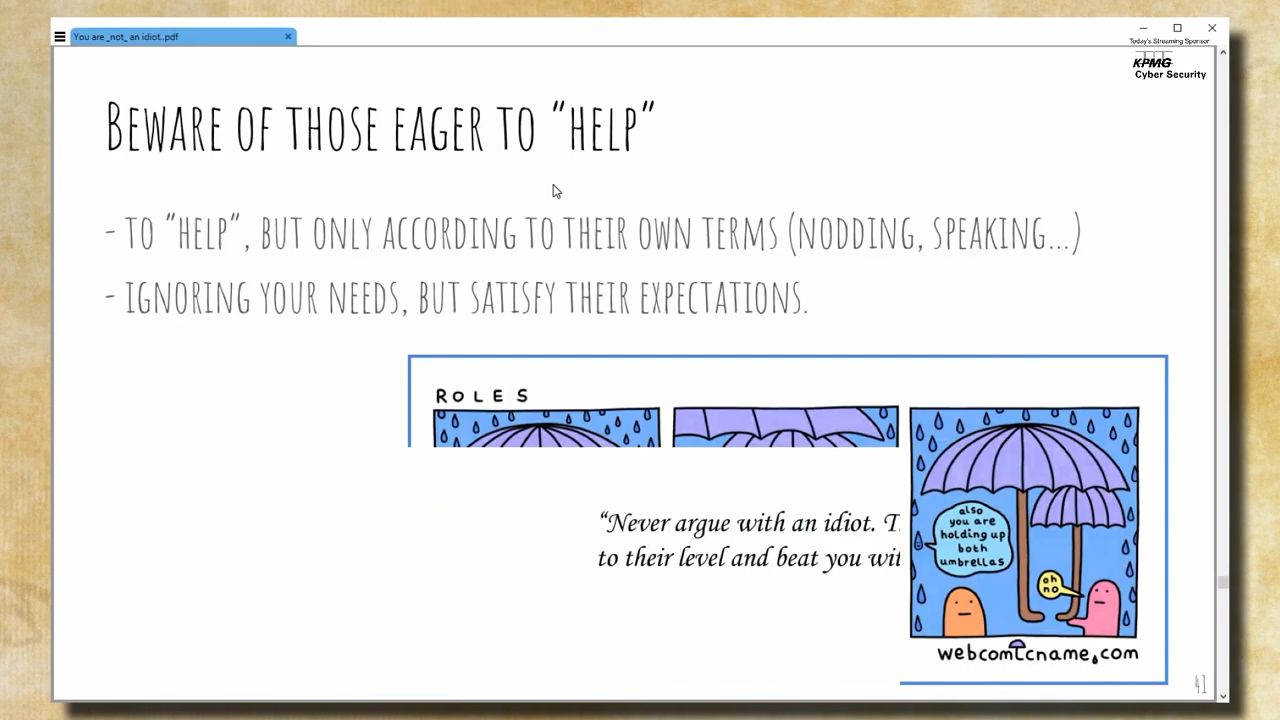 You are _not_ an idiot..pdf
Today's Streaming Sponsor
KPMG
Cyber Security
BEWARE OF THOSE EAGER TO "HELP"
- TO "HELP", BUT ONLY ACCORDING TO THEIR OWN TERMS (NODDING, SPEAKING...)
- IGNORING YOUR NEEDS, BUT SATISFY THEIR EXPECTATIONS.
ROLES
also
you are
holding up
both
umbrellas
oh
no
"Never argue with an idiot.
to their level and beat you
webcomicname.com
41